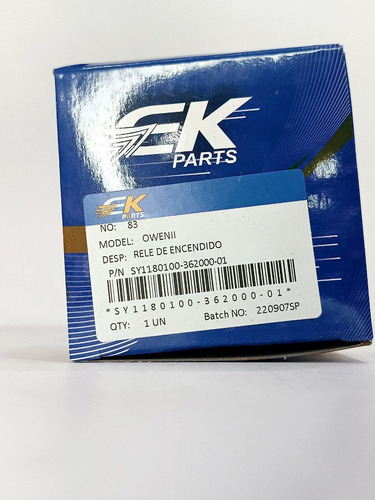 EK
PARTS
EK
PARTS
NO: 83
MODEL: OWENII
DESP: RELE DE ENCENDIDO
P/N SY1180100-362000-01
*SY1180100-362000-01*
QTY: 1 UN Batch NO: 220907SP